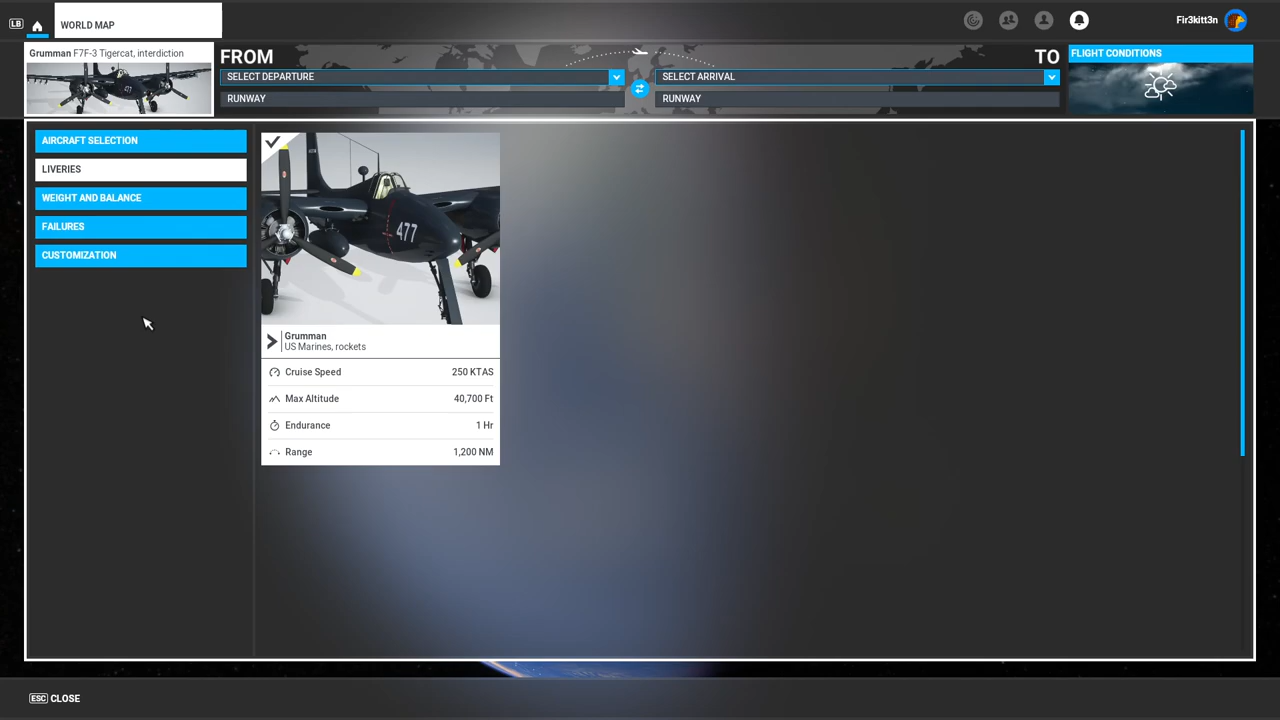 LB
WORLD MAP
Fir3kitt3n
Grumman F7F-3 Tigercat, interdiction
FROM
TO
SELECT DEPARTURE
SELECT ARRIVAL
RUNWAY
RUNWAY
FLIGHT CONDITIONS
AIRCRAFT SELECTION
LIVERIES
WEIGHT AND BALANCE
FAILURES
CUSTOMIZATION
477
Grumman
US Marines, rockets
Cruise Speed 250 KTAS
Max Altitude 40,700 Ft
Endurance 1 Hr
Range 1,200 NM
ESC CLOSE